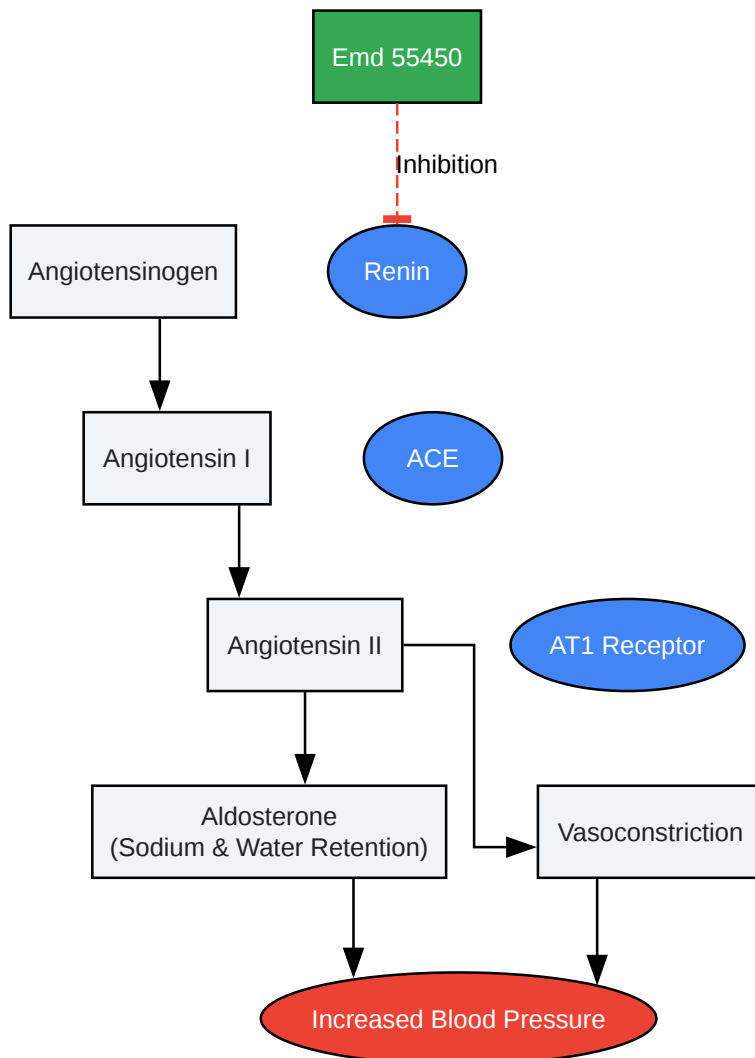 Emd 55450
Inhibition
Angiotensinogen
Renin
Angiotensin I
ACE
Angiotensin II
AT1 Receptor
Aldosterone
(Sodium & Water Retention)
Vasoconstriction
Increased Blood Pressure